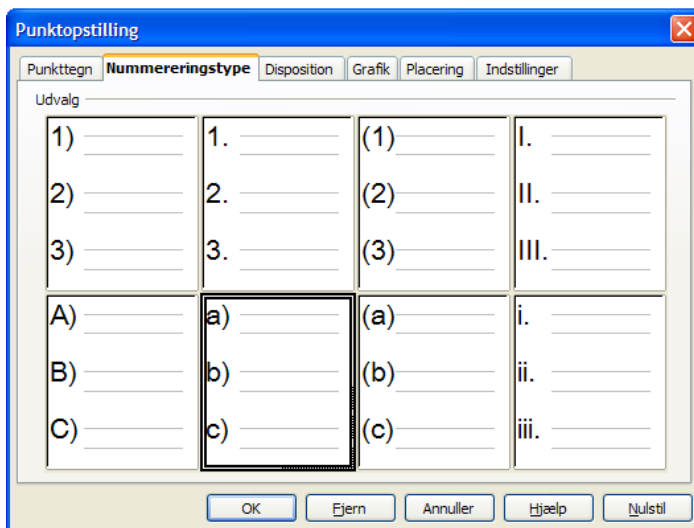 Punktopstilling
Punkttegn Nummereringstype Disposition Grafik Placering Indstillinger
Udvalg
1) 1. (1) I.
2) 2. (2) II.
3) 3. (3) III.
A) a) (a) i.
B) b) (b) ii.
C) c) (c) iii.
OK Fjern Annuller Hjælp Nulstil